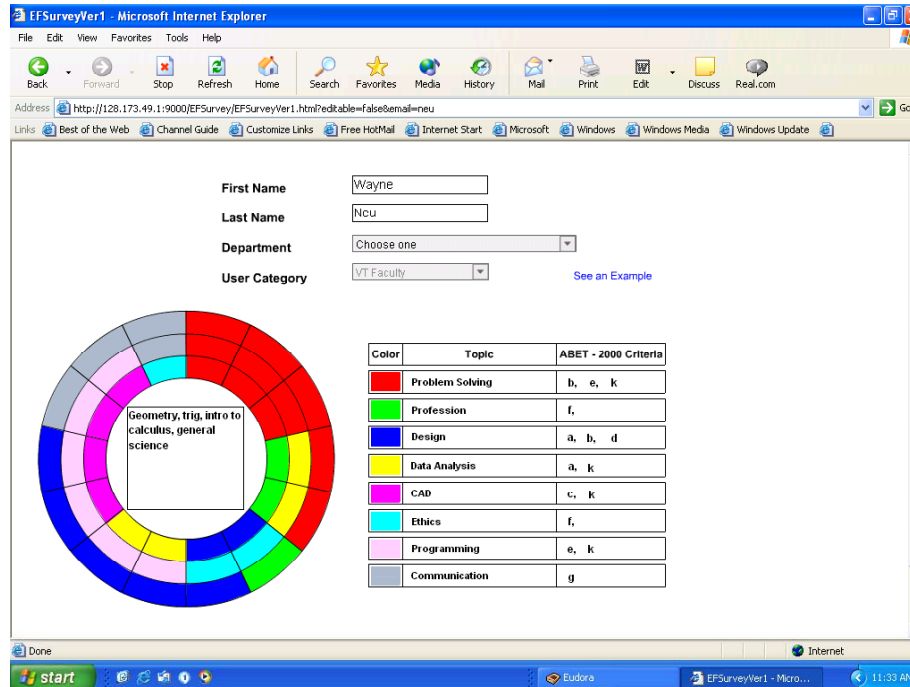 EFSurveyVer1 - Microsoft Internet Explorer
File Edit View Favorites Tools Help
Back Forward Stop Refresh Home Search Favorites Media History Mail Print Edit Discuss Real.com
Address http://128.173.49.1:9000/EFSurvey/EFSurveyVer1.html?editable=false&email=neu Go
Links Best of the Web Channel Guide Customize Links Free HotMail Internet Start Microsoft Windows Windows Media Windows Update
First Name Wayne
Last Name Ncu
Department Choose one
User Category VT Faculty See an Example
Color Topic ABET - 2000 Criteria
Problem Solving b, e, k
Profession f,
Design a, b, d
Data Analysis a, k
CAD c, k
Ethics f,
Programming e, k
Communication g
Geometry, trig, intro to
calculus, general
science
Done Internet
start Eudora EFSurveyVer1 - Micro... 11:33 AM